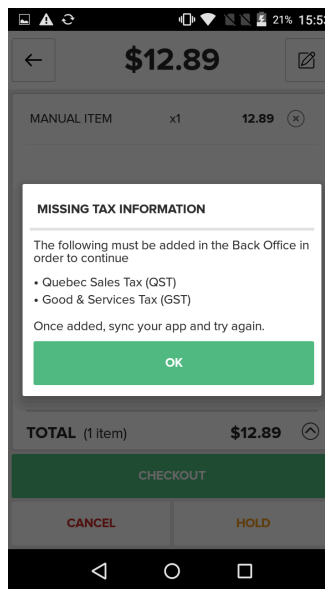 21% 15:5
$12.89
MANUAL ITEM x1 12.89
MISSING TAX INFORMATION
The following must be added in the Back Office in
order to continue
• Quebec Sales Tax (QST)
• Good & Services Tax (GST)
Once added, sync your app and try again.
OK
TOTAL (1 item) $12.89
CHECKOUT
CANCEL HOLD